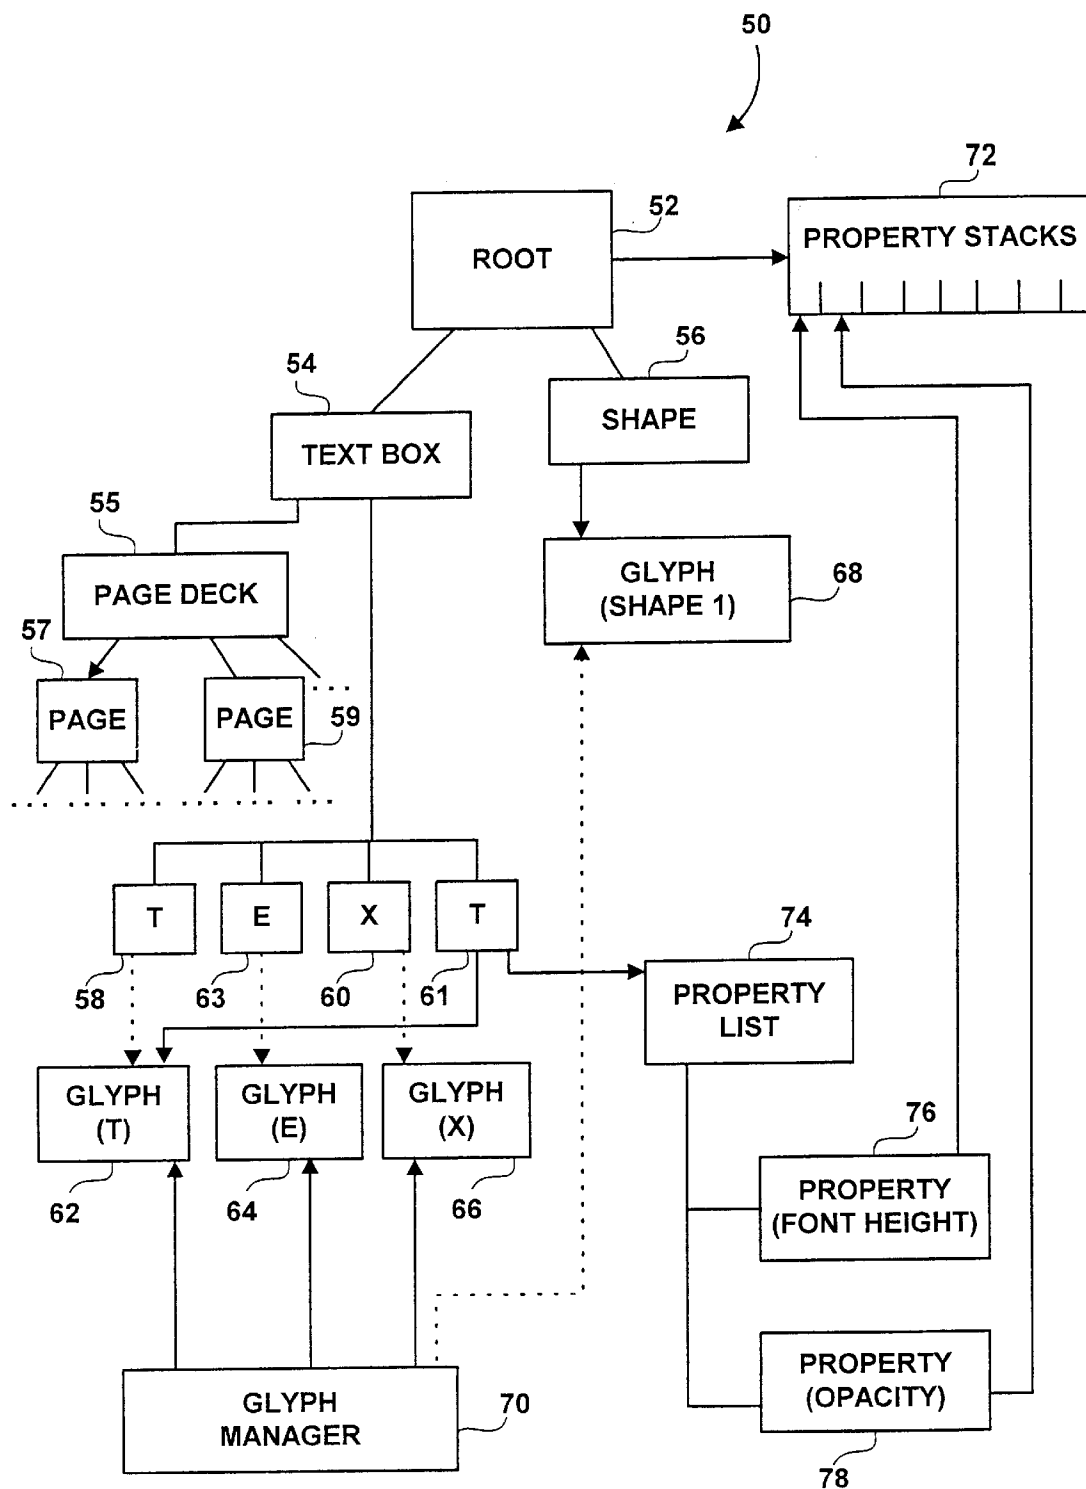 50
72
52
ROOT
PROPERTY STACKS
56
54
SHAPE
TEXT BOX
55
PAGE DECK
GLYPH
(SHAPE 1)
68
57
PAGE
PAGE
59
T
E
X
T
58
63
60
61
74
PROPERTY
LIST
GLYPH
(T)
GLYPH
(E)
GLYPH
(X)
62
64
66
76
PROPERTY
(FONT HEIGHT)
GLYPH
MANAGER
70
PROPERTY
(OPACITY)
78